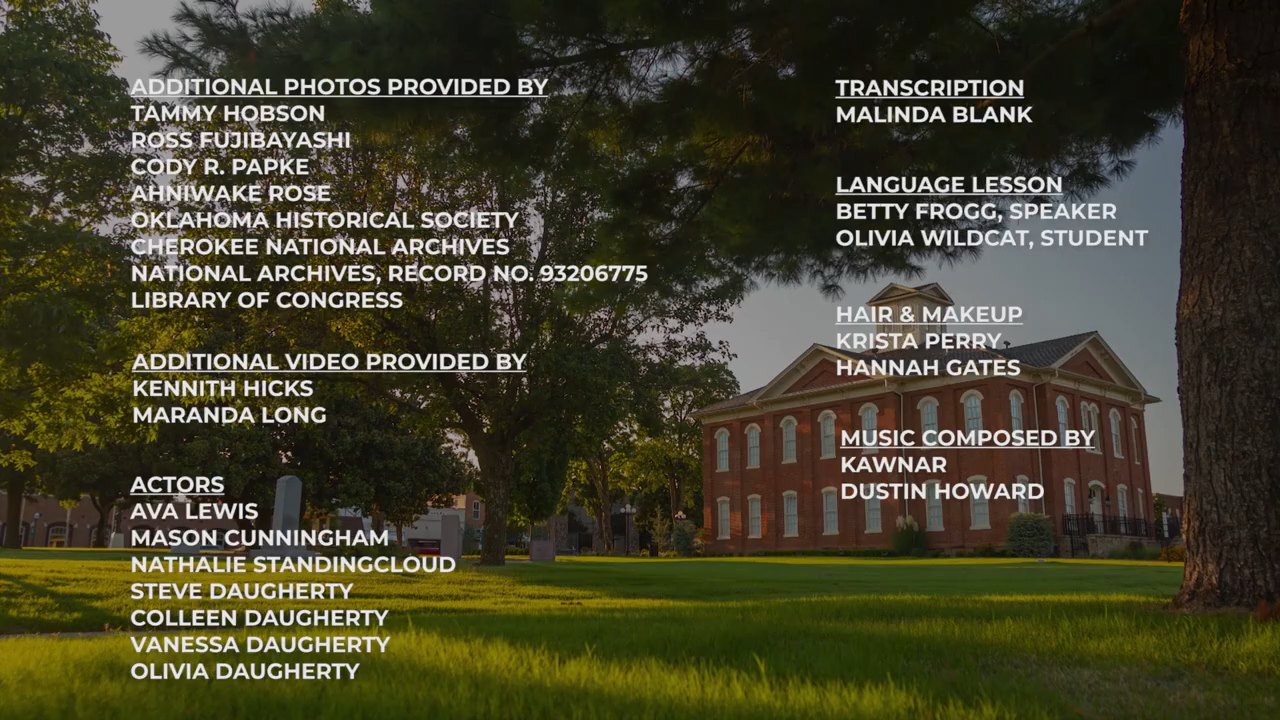 ADDITIONAL PHOTOS PROVIDED BY
TAMMY HOBSON
ROSS FUJIBAYASHI
CODY R. PAPKE
AHNIWAKE ROSE
OKLAHOMA HISTORICAL SOCIETY
CHEROKEE NATIONAL ARCHIVES
NATIONAL ARCHIVES, RECORD NO. 93206775
LIBRARY OF CONGRESS
ADDITIONAL VIDEO PROVIDED BY
KENNITH HICKS
MARANDA LONG
ACTORS
AVA LEWIS
MASON CUNNINGHAM
NATHALIE STANDINGCLOUD
STEVE DAUGHERTY
COLLEEN DAUGHERTY
VANESSA DAUGHERTY
OLIVIA DAUGHERTY
TRANSCRIPTION
MALINDA BLANK
LANGUAGE LESSON
BETTY FROGG, SPEAKER
OLIVIA WILDCAT, STUDENT
HAIR & MAKEUP
KRISTA PERRY
HANNAH GATES
MUSIC COMPOSED BY
KAWNAR
DUSTIN HOWARD